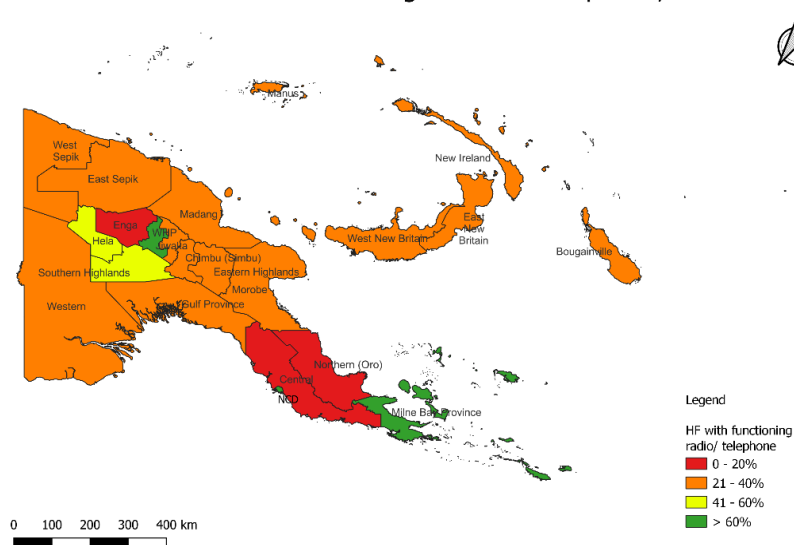 Manus
West
Sepik
New Ireland
East Sepik
Madang
Enga
WHP
East
New
Britain
West New Britain
Hela
Jiwaka
Chimbu (Simbu)
Bougainville
Southern Highlands
Eastern Highlands
Morobe
Western
Gulf Province
Northern (Oro)
Central
NCD
Milne Bay Province
Legend
HF with functioning
radio/ telephone
0 - 20%
21 - 40%
41 - 60%
> 60%
0 100 200 300 400 km